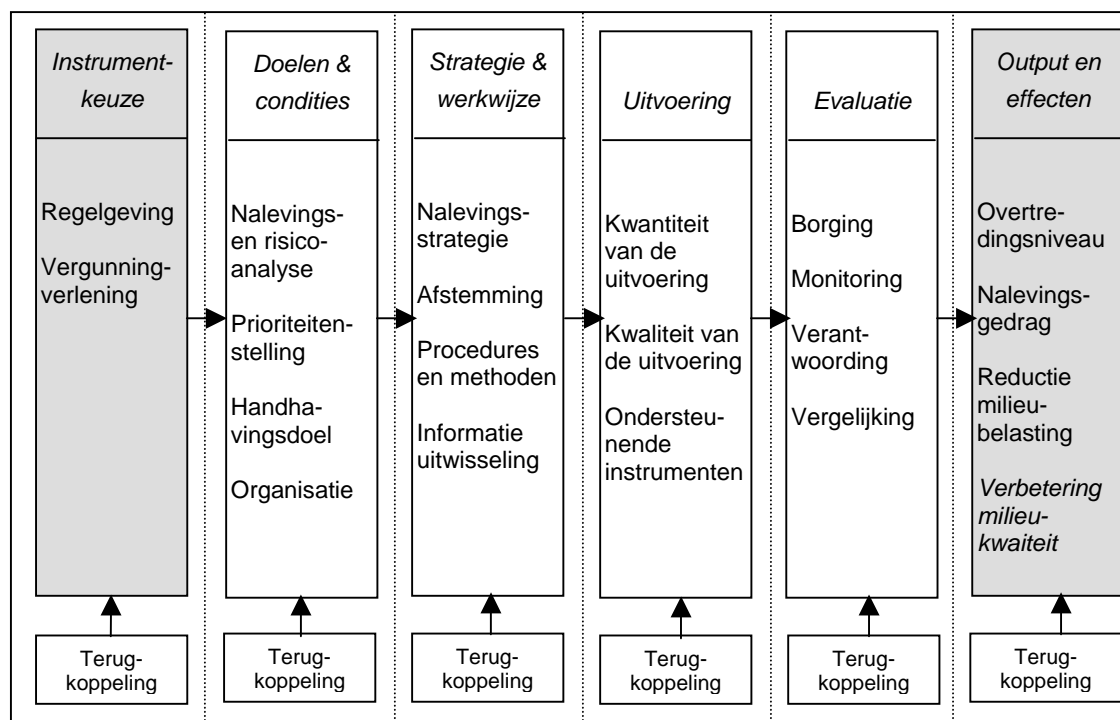 Instrument-
keuze
Regelgeving
Vergunning-
verlening
Terug-
koppeling
Doelen &
condities
Nalevings-
en risico-
analyse
Prioriteiten-
stelling
Handha-
vingsdoel
Organisatie
Terug-
koppeling
Strategie &
werkwijze
Nalevings-
strategie
Afstemming
Procedures
en methoden
Informatie
uitwisseling
Terug-
koppeling
Uitvoering
Kwantiteit
van de
uitvoering
Kwaliteit van
de uitvoering
Ondersteu-
nende
instrumenten
Terug-
koppeling
Evaluatie
Borging
Monitoring
Verant-
woording
Vergelijking
Terug-
koppeling
Output en
effecten
Overtre-
dingsniveau
Nalevings-
gedrag
Reductie
milieu-
belasting
Verbetering
milieu-
kwaiteit
Terug-
koppeling